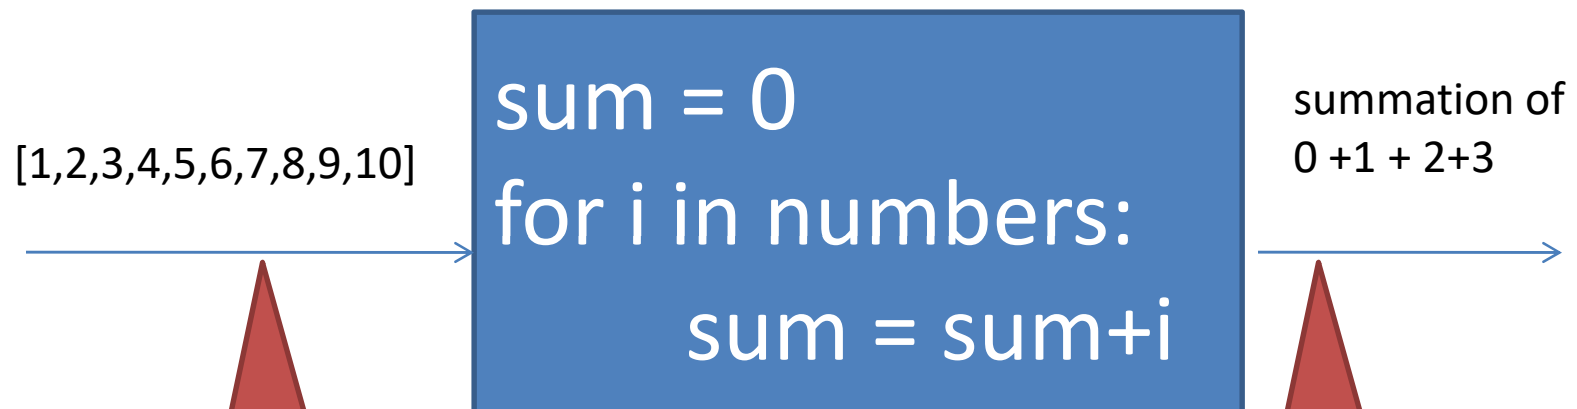 [1,2,3,4,5,6,7,8,9,10]
sum = 0
for i in numbers:
sum = sum+i
summation of
0 +1 + 2+3